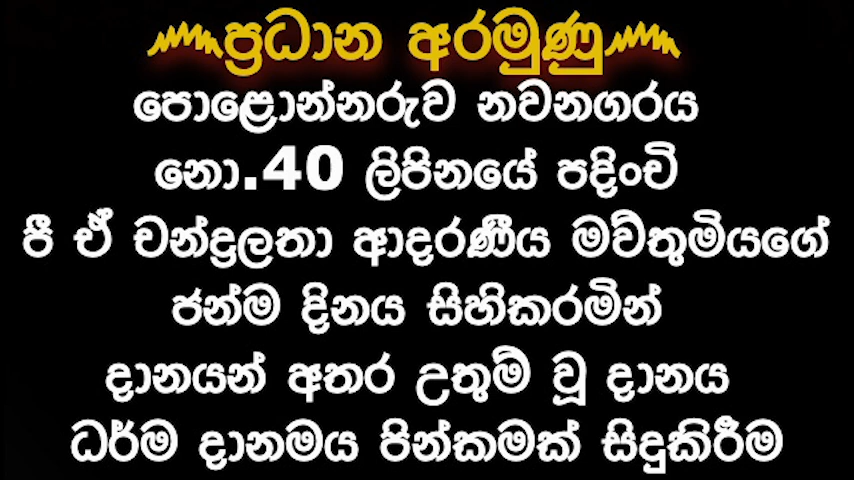 ප්‍රධාන අරමුණු
පොළොන්නරුව නවනගරය
නො.40 ලිපිනයේ පදිංචි
පී ඒ චන්ද්‍රලතා ආදරණීය මව්තුමියගේ
ජන්ම දිනය සිහිකරමින්
දානයන් අතර උතුම් වූ දානය
ධර්ම දානමය පින්කමක් සිදුකිරීම